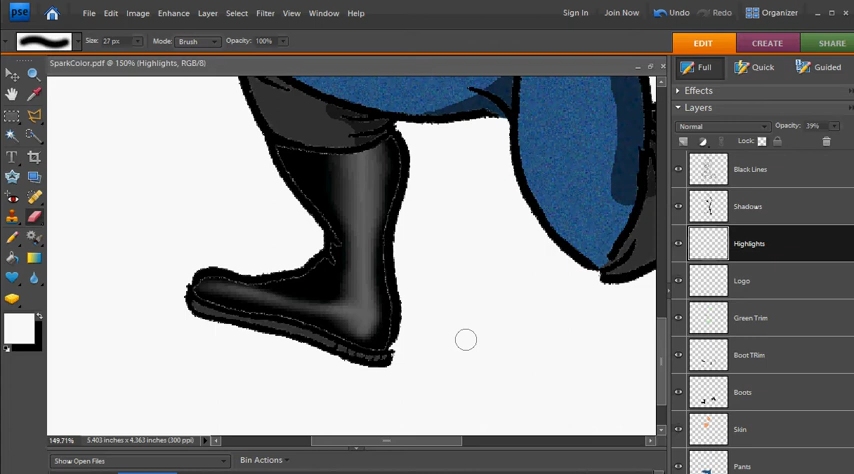 pse File Edit Image Enhance Layer Select Filter View Window Help Sign In Join Now Undo Redo Organizer
Size: 27 px Mode: Brush Opacity: 100% EDIT CREATE SHARE
SparkColor.pdf @ 150% (Highlights, RGB/8)
Full Quick Guided
Effects
Layers
Normal Opacity: 39%
Lock:
Black Lines
Shadows
Highlights
Logo
Green Trim
Boot TRim
Boots
Skin
Pants
149.71% 5.403 inches x 4.363 inches (300 ppi)
Show Open Files Bin Actions